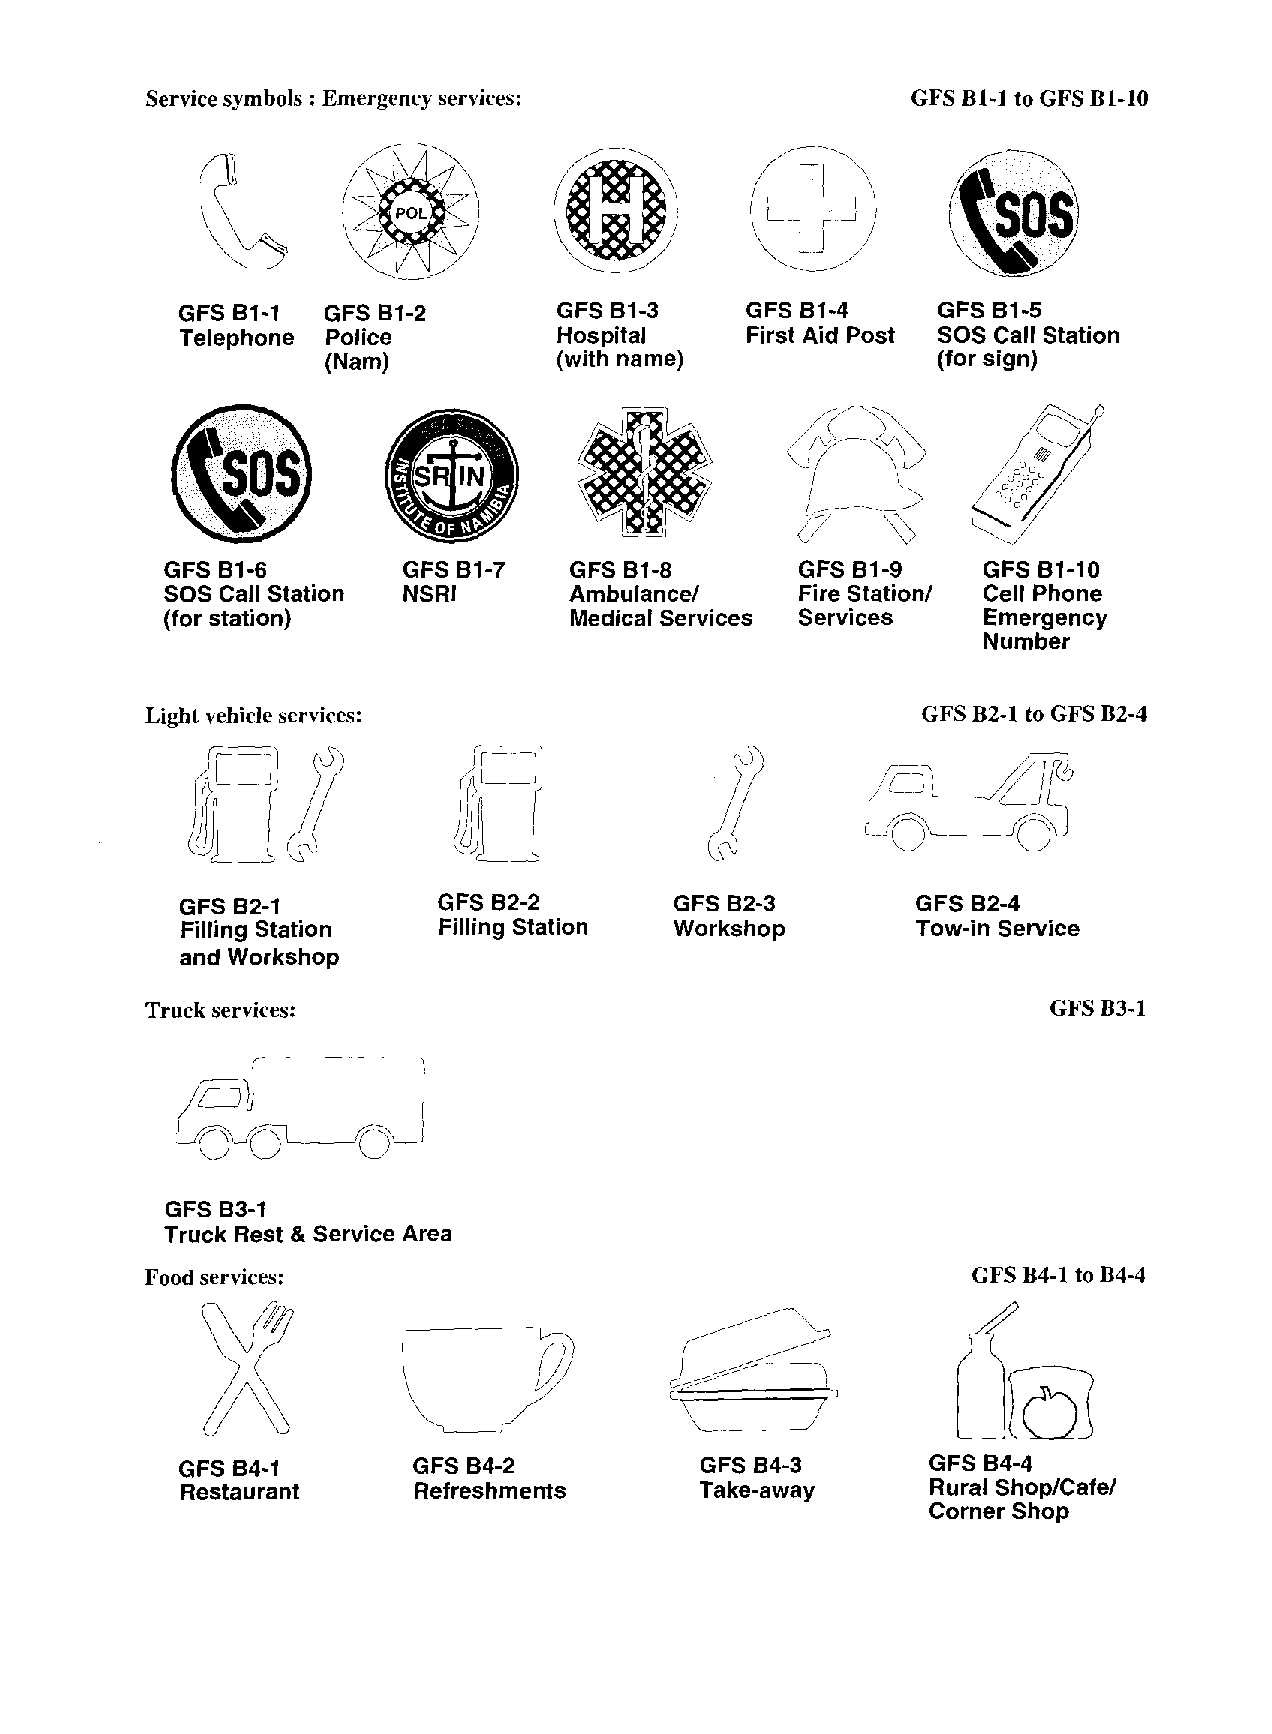 Service symbols : Emergency services: GFS B1-1 to GFS B1-10
POL
H
SOS
GFS B1-1 GFS B1-2 GFS B1-3 GFS B1-4 GFS B1-5
Telephone Police Hospital First Aid Post SOS Call Station
(Nam) (with name) (for sign)
SOS
SRIN
INSTITUTE OF NAMIBIA
GFS B1-6 GFS B1-7 GFS B1-8 GFS B1-9 GFS B1-10
SOS Call Station NSRI Ambulance/ Fire Station/ Cell Phone
(for station) Medical Services Services Emergency
Number
Light vehicle services: GFS B2-1 to GFS B2-4
GFS B2-1 GFS B2-2 GFS B2-3 GFS B2-4
Filling Station Filling Station Workshop Tow-in Service
and Workshop
Truck services: GFS B3-1
GFS B3-1
Truck Rest & Service Area
Food services: GFS B4-1 to B4-4
GFS B4-1 GFS B4-2 GFS B4-3 GFS B4-4
Restaurant Refreshments Take-away Rural Shop/Cafe/
Corner Shop